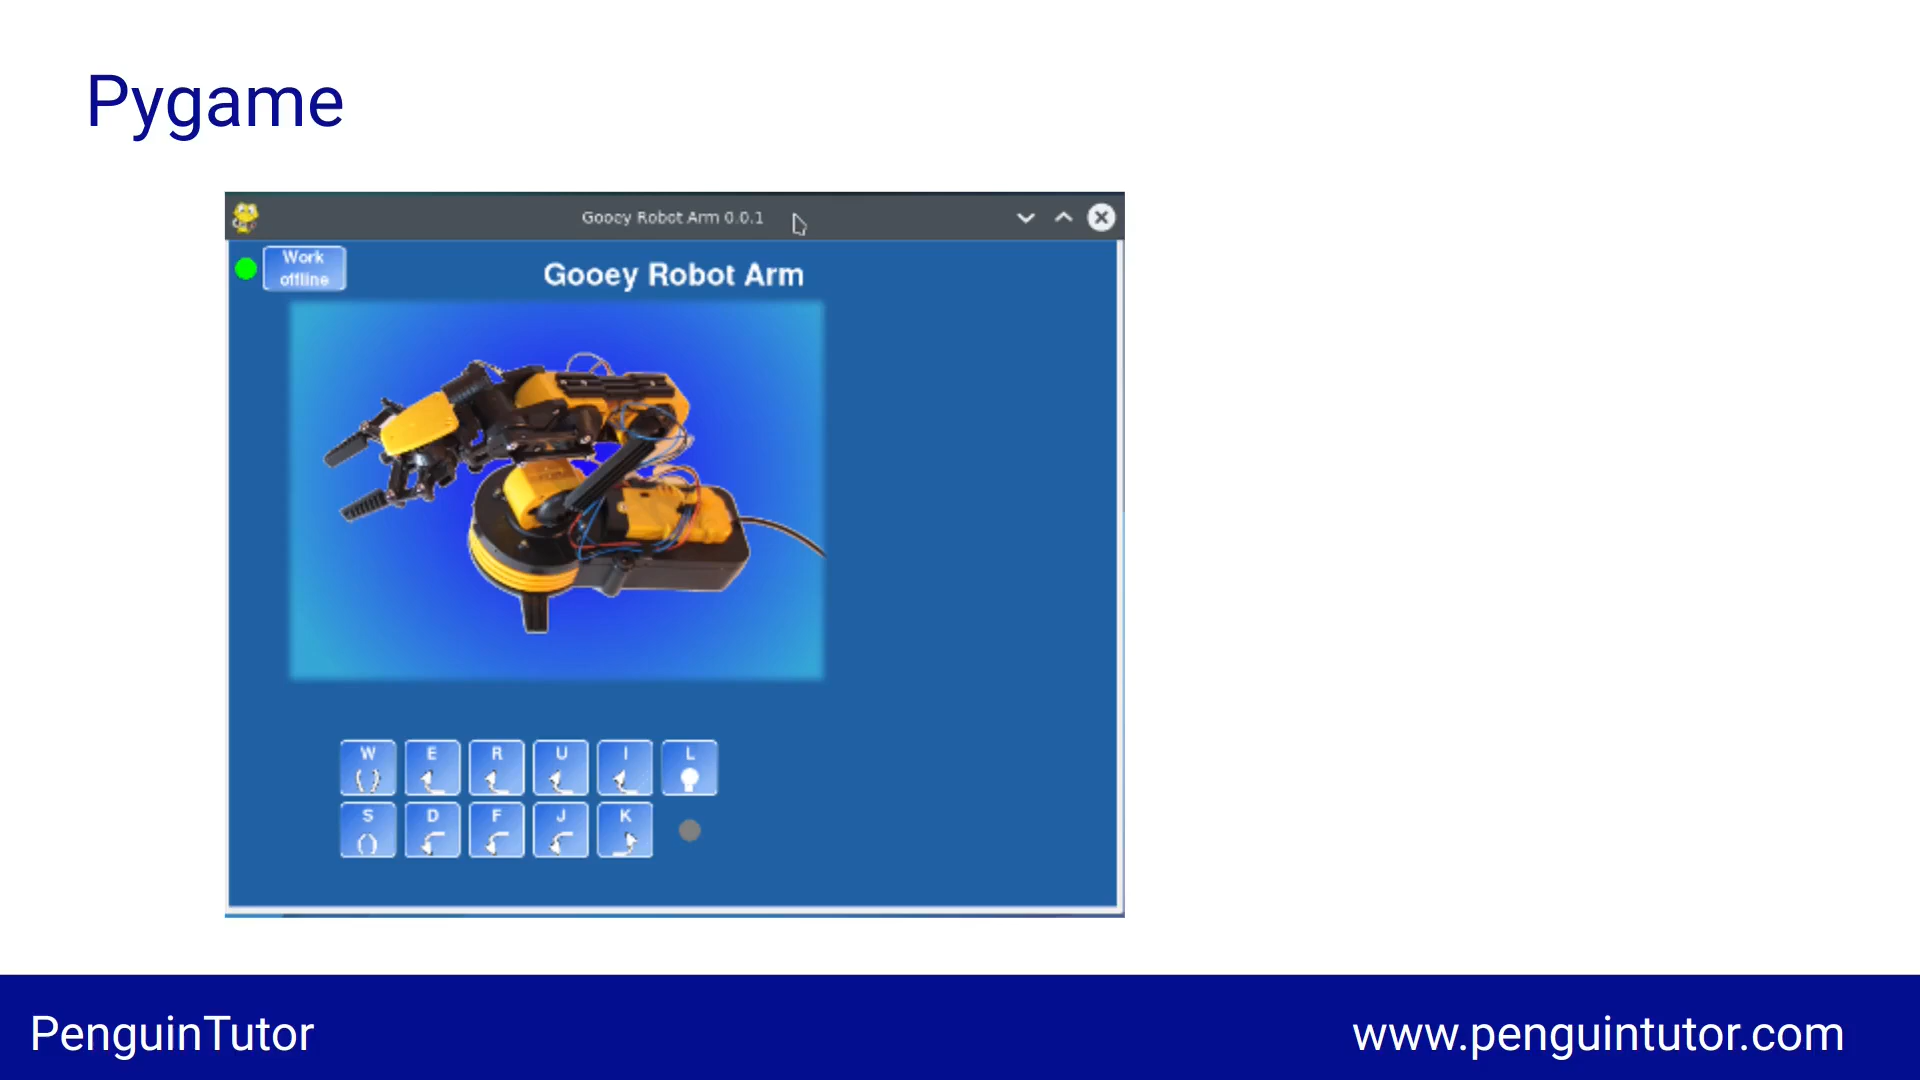 Pygame
Gooey Robot Arm 0.0.1
Work
offline
Gooey Robot Arm
W E R U I L
S D F J K
PenguinTutor
www.penguintutor.com